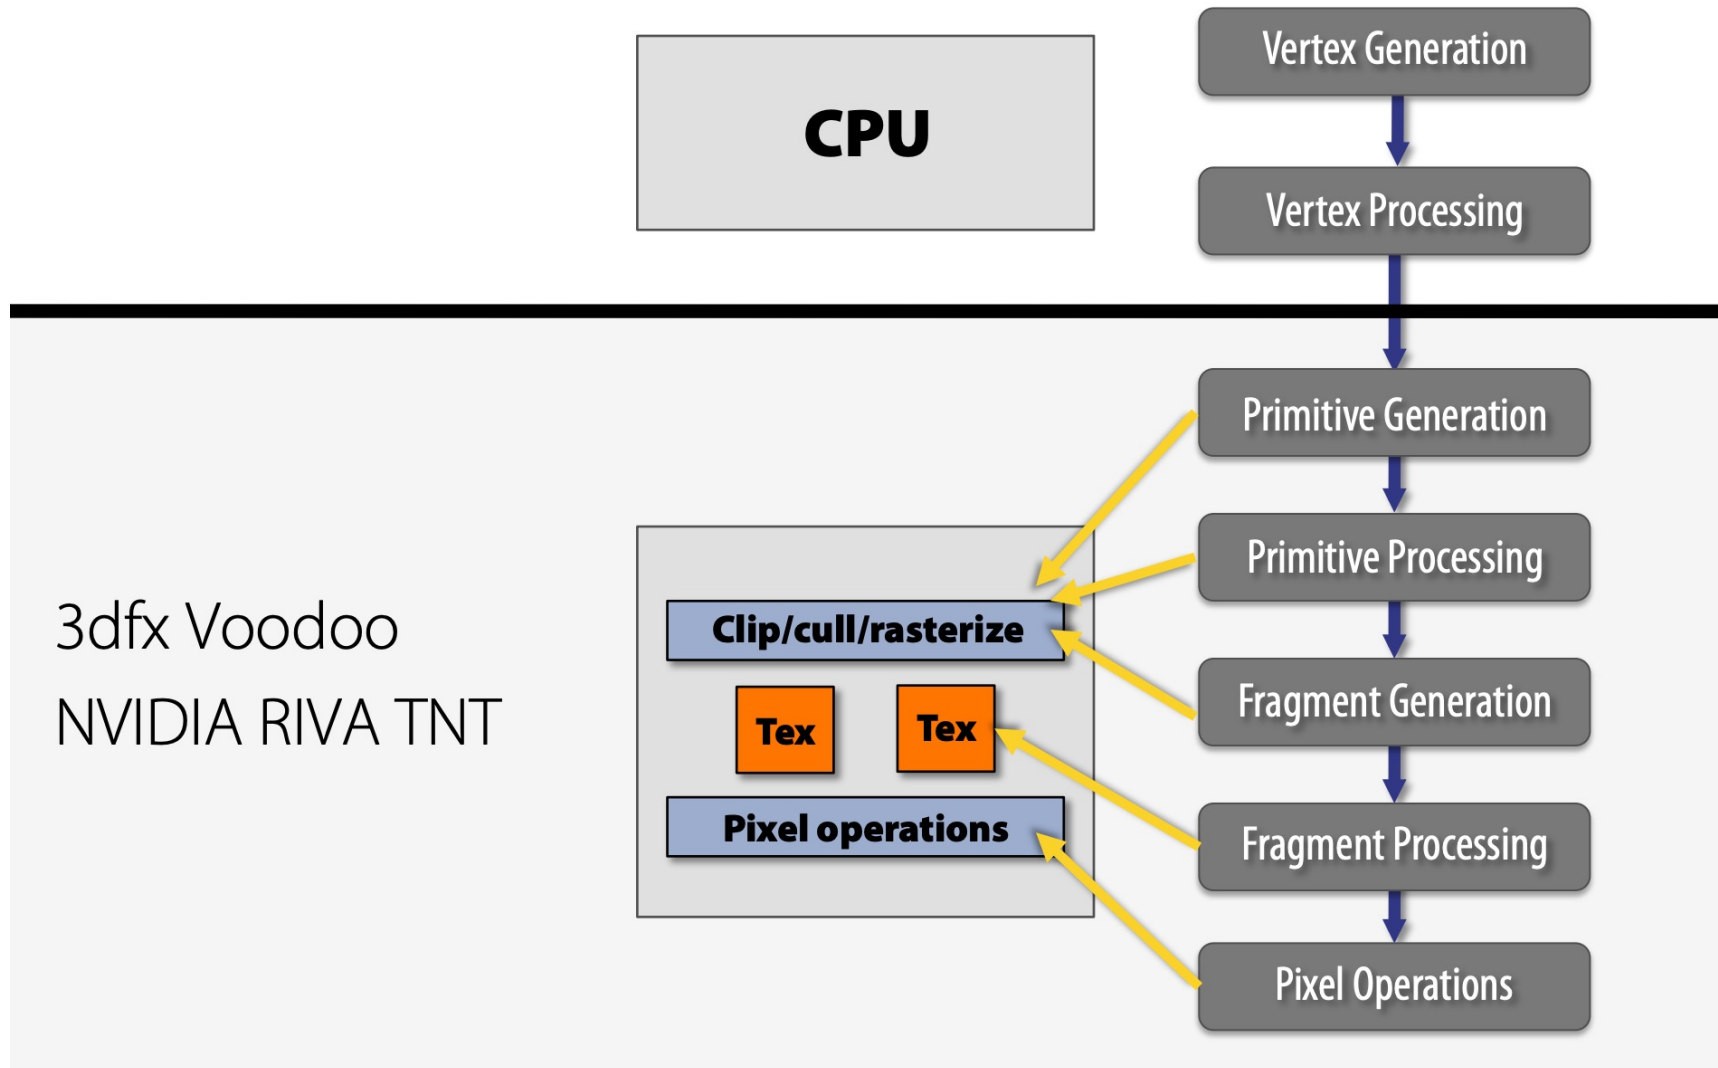 CPU
Vertex Generation
Vertex Processing
3dfx Voodoo
NVIDIA RIVA TNT
Clip/cull/rasterize
Tex
Tex
Pixel operations
Primitive Generation
Primitive Processing
Fragment Generation
Fragment Processing
Pixel Operations